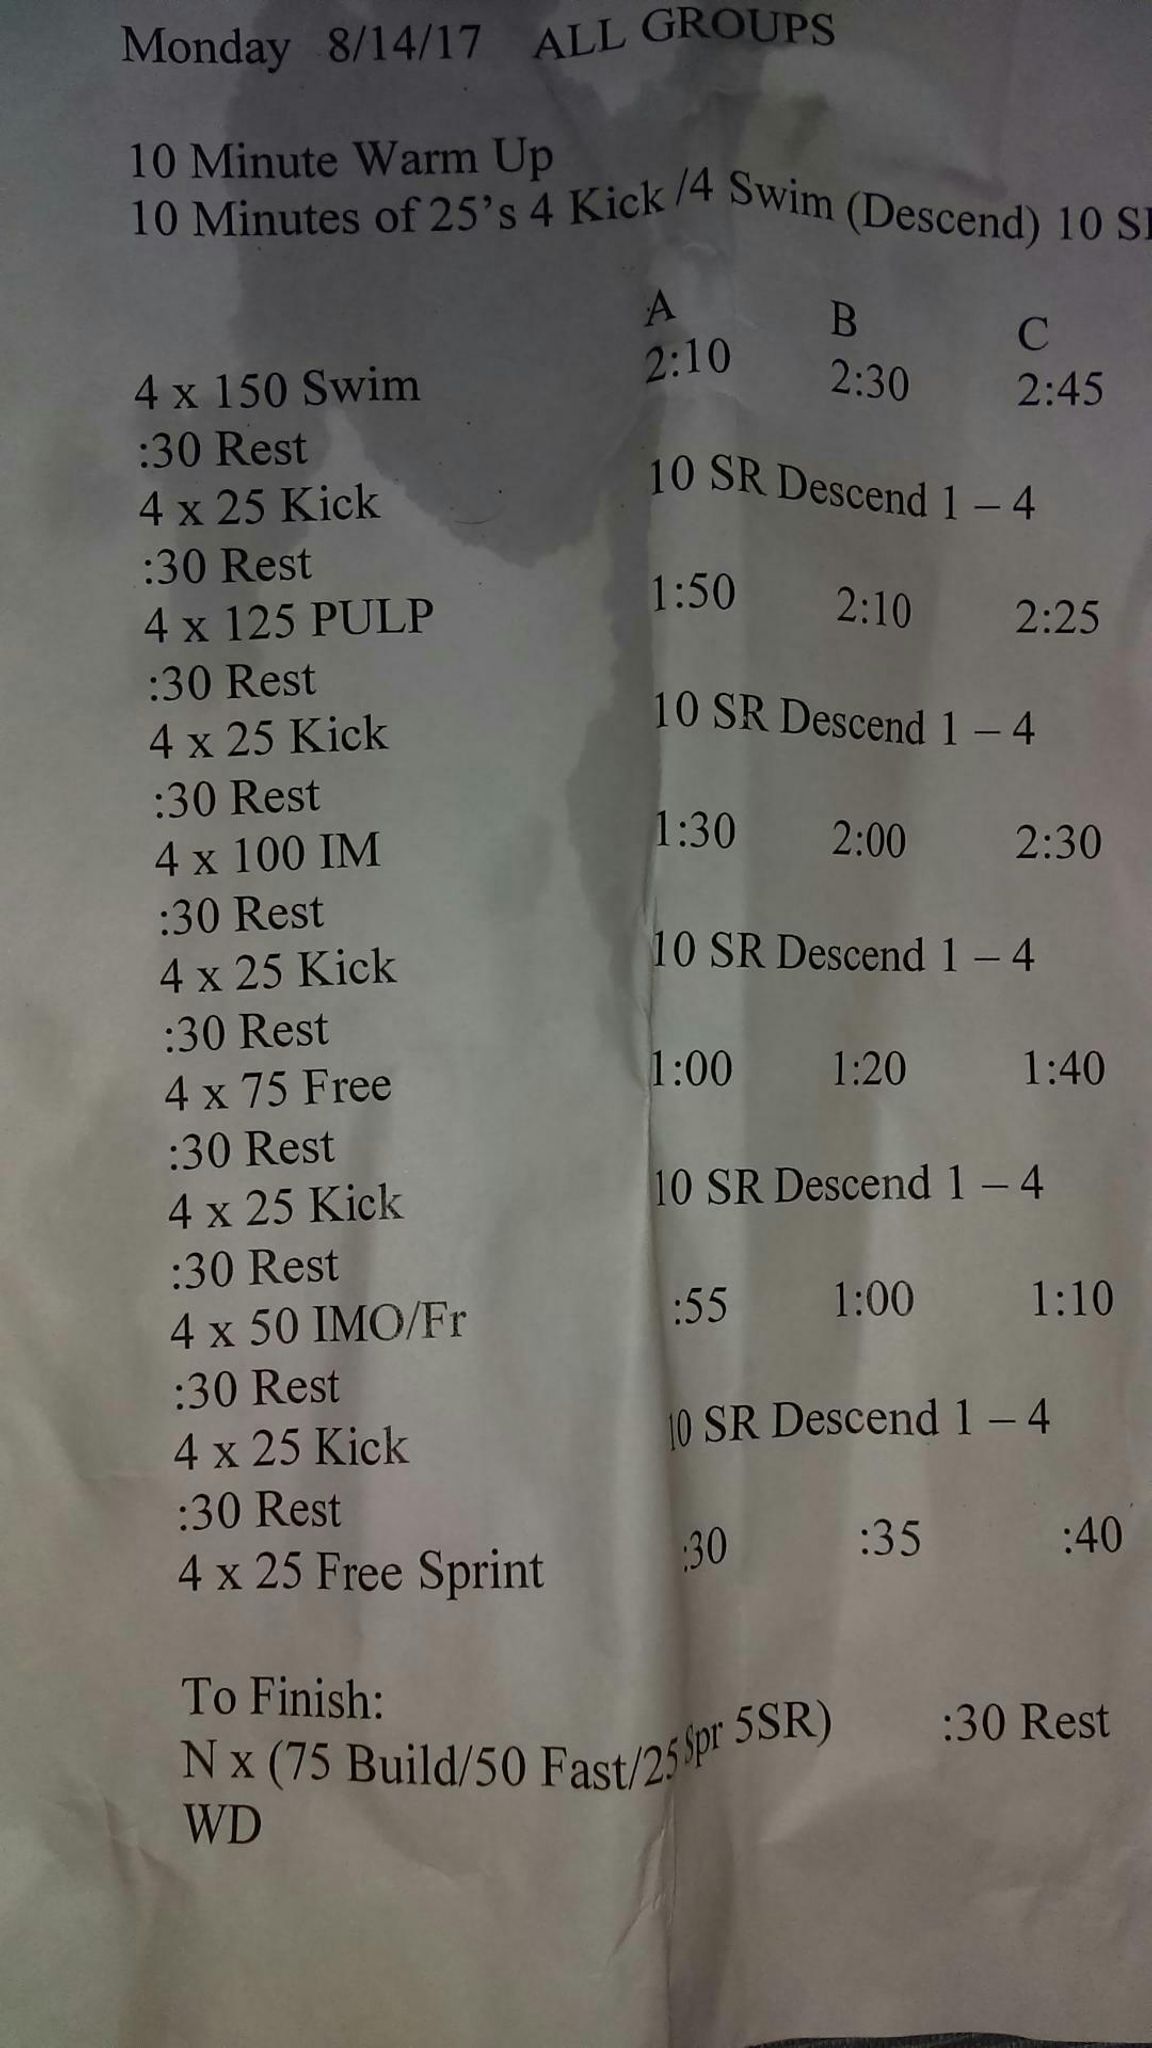 Monday 8/14/17 ALL GROUPS
10 Minute Warm Up
10 Minutes of 25's 4 Kick /4 Swim (Descend) 10
A B C
4 x 150 Swim 2:10 2:30 2:45
:30 Rest
4 x 25 Kick 10 SR Descend 1 – 4
:30 Rest
4 x 125 PULP 1:50 2:10 2:25
:30 Rest
4 x 25 Kick 10 SR Descend 1 – 4
:30 Rest
4 x 100 IM 1:30 2:00 2:30
:30 Rest
4 x 25 Kick 10 SR Descend 1 – 4
:30 Rest
4 x 75 Free 1:00 1:20 1:40
:30 Rest
4 x 25 Kick 10 SR Descend 1 – 4
:30 Rest
4 x 50 IMO/Fr :55 1:00 1:10
:30 Rest
4 x 25 Kick 10 SR Descend 1 – 4
:30 Rest
4 x 25 Free Sprint :30 :35 :40
To Finish:
N x (75 Build/50 Fast/25 Spr 5SR) :30 Rest
WD